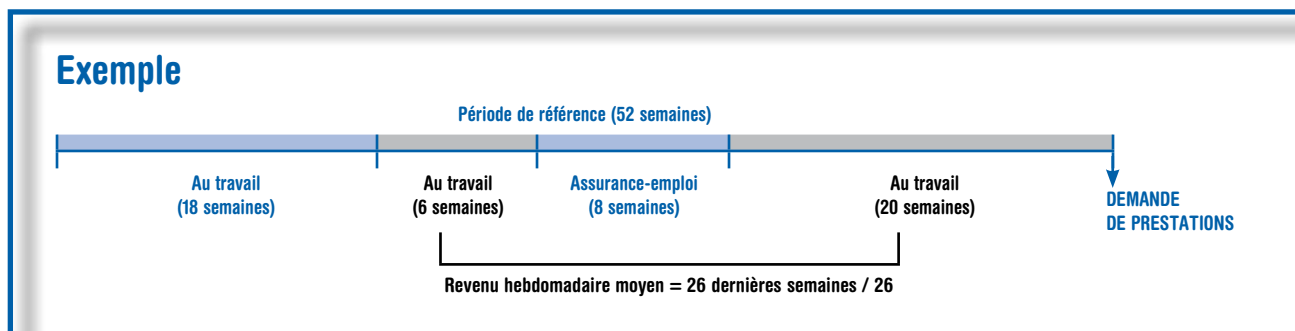 Exemple
Période de référence (52 semaines)
Au travail
(18 semaines)
Au travail
(6 semaines)
Assurance-emploi
(8 semaines)
Au travail
(20 semaines)
DEMANDE
DE PRESTATIONS
Revenu hebdomadaire moyen = 26 dernières semaines / 26